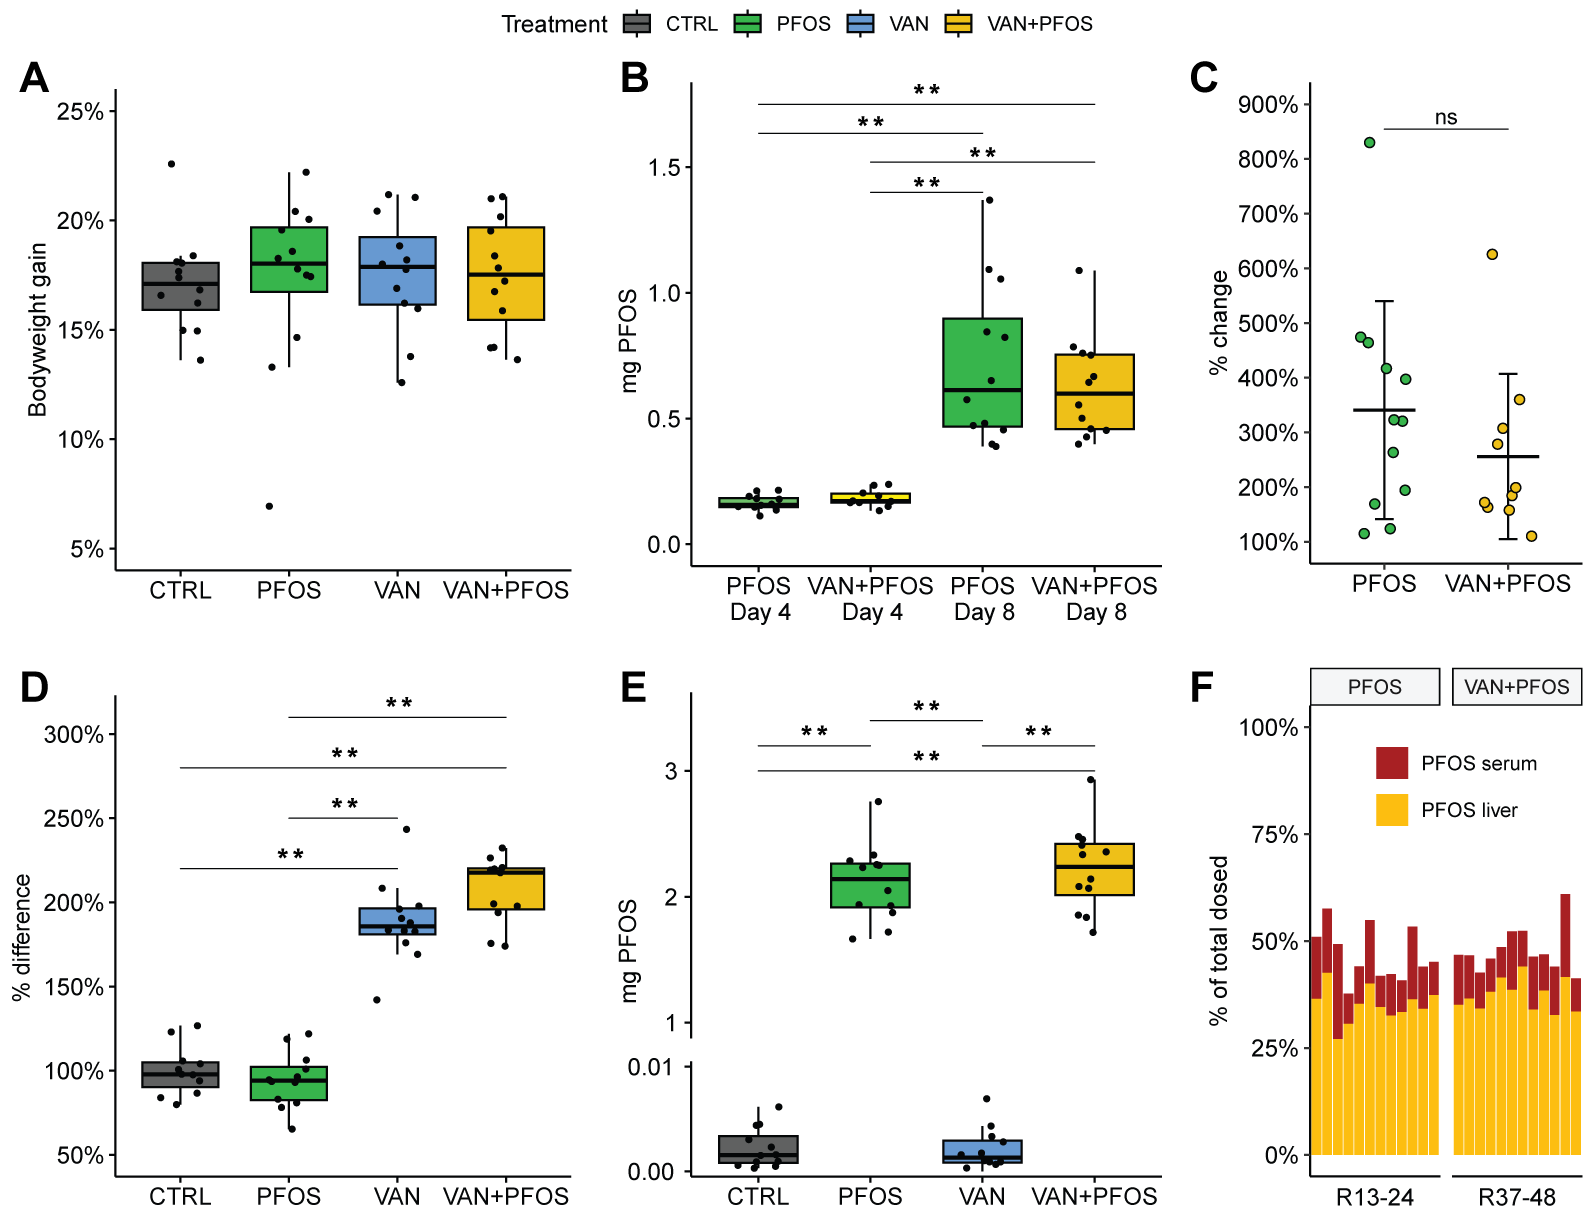 Treatment CTRL PFOS VAN VAN+PFOS
A
Bodyweight gain
25%
20%
15%
10%
5%
CTRL PFOS VAN VAN+PFOS
B
mg PFOS
1.5
1.0
0.5
0.0
**
**
**
**
PFOS VAN+PFOS PFOS VAN+PFOS
Day 4 Day 4 Day 8 Day 8
C
% change
900%
800%
700%
600%
500%
400%
300%
200%
100%
ns
PFOS VAN+PFOS
D
% difference
300%
250%
200%
150%
100%
50%
**
**
**
**
CTRL PFOS VAN VAN+PFOS
E
mg PFOS
3
2
1
0.01
0.00
**
** **
**
CTRL PFOS VAN VAN+PFOS
F
PFOS VAN+PFOS
% of total dosed
100%
75%
50%
25%
0%
PFOS serum
PFOS liver
R13-24 R37-48